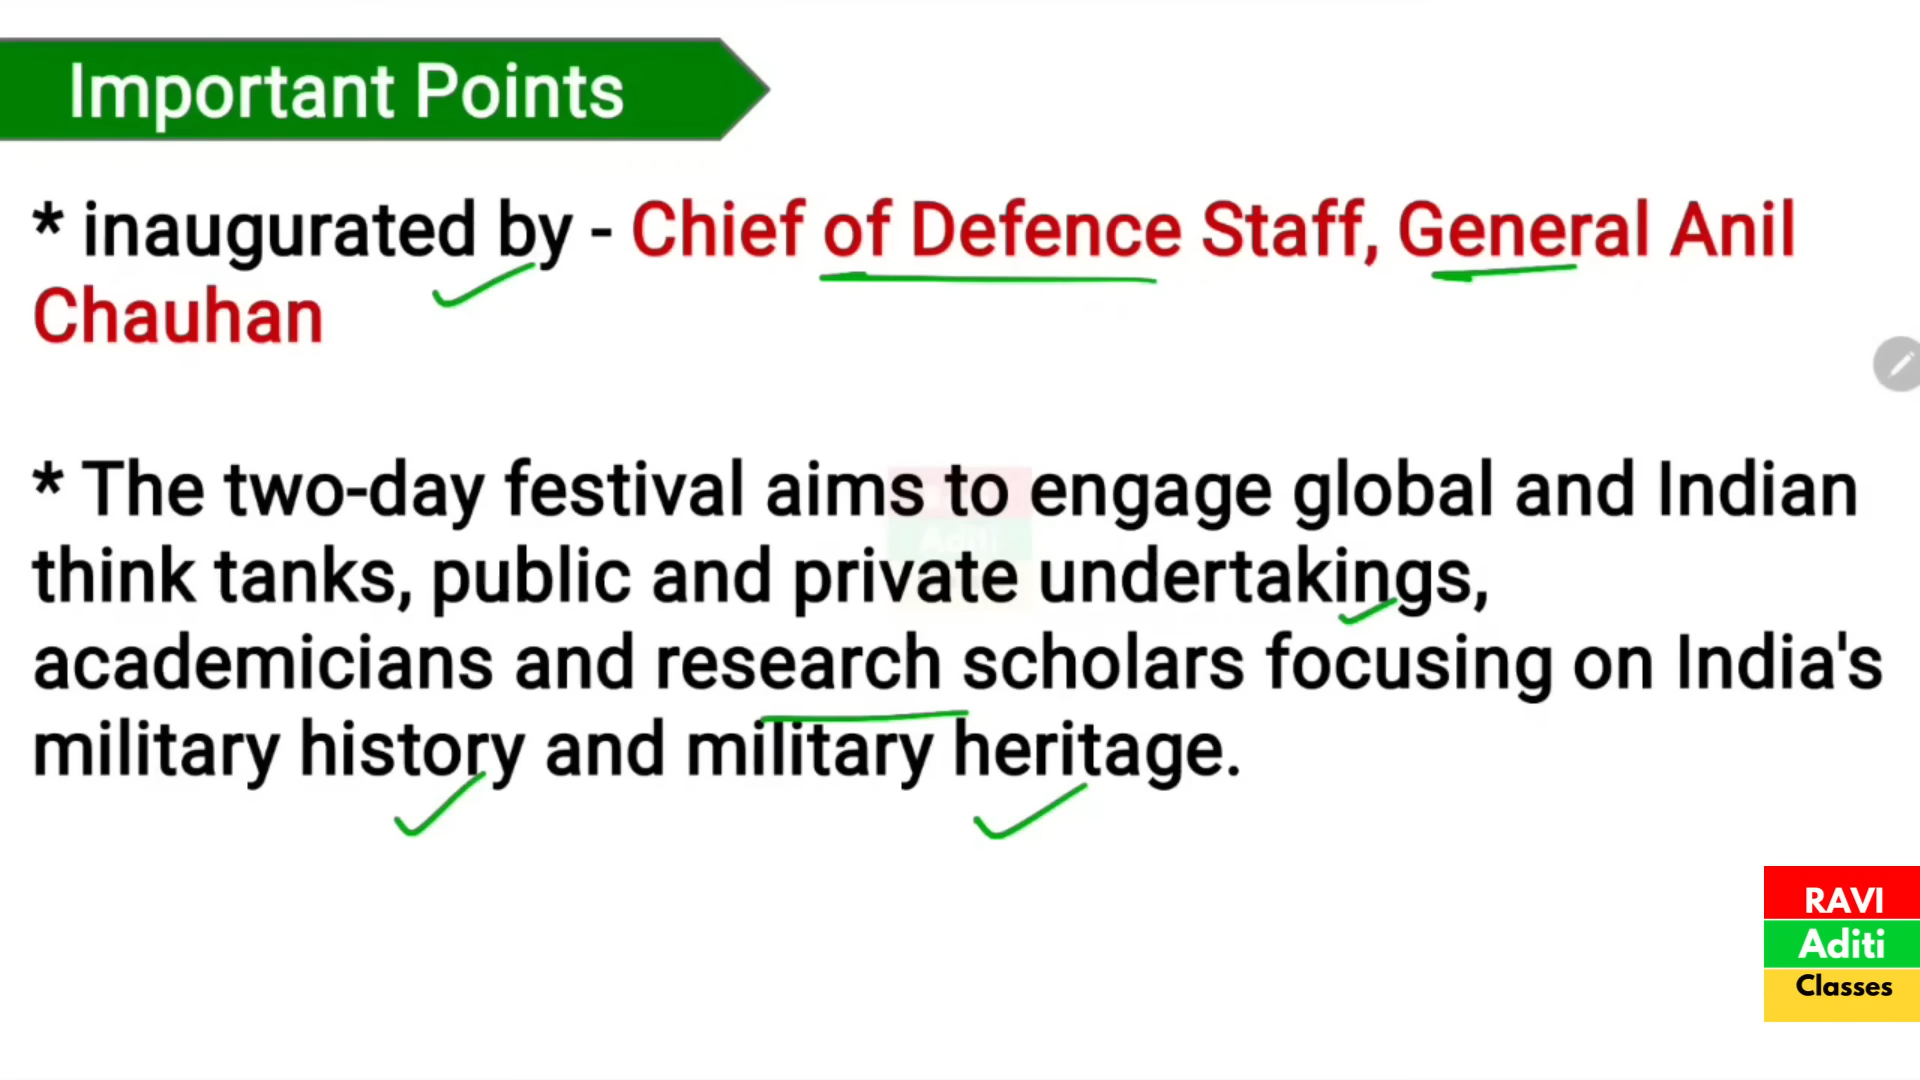 Important Points
* inaugurated by - Chief of Defence Staff, General Anil
Chauhan
* The two-day festival aims to engage global and Indian
think tanks, public and private undertakings,
academicians and research scholars focusing on India's
military history and military heritage.
RAVI
Aditi
Classes